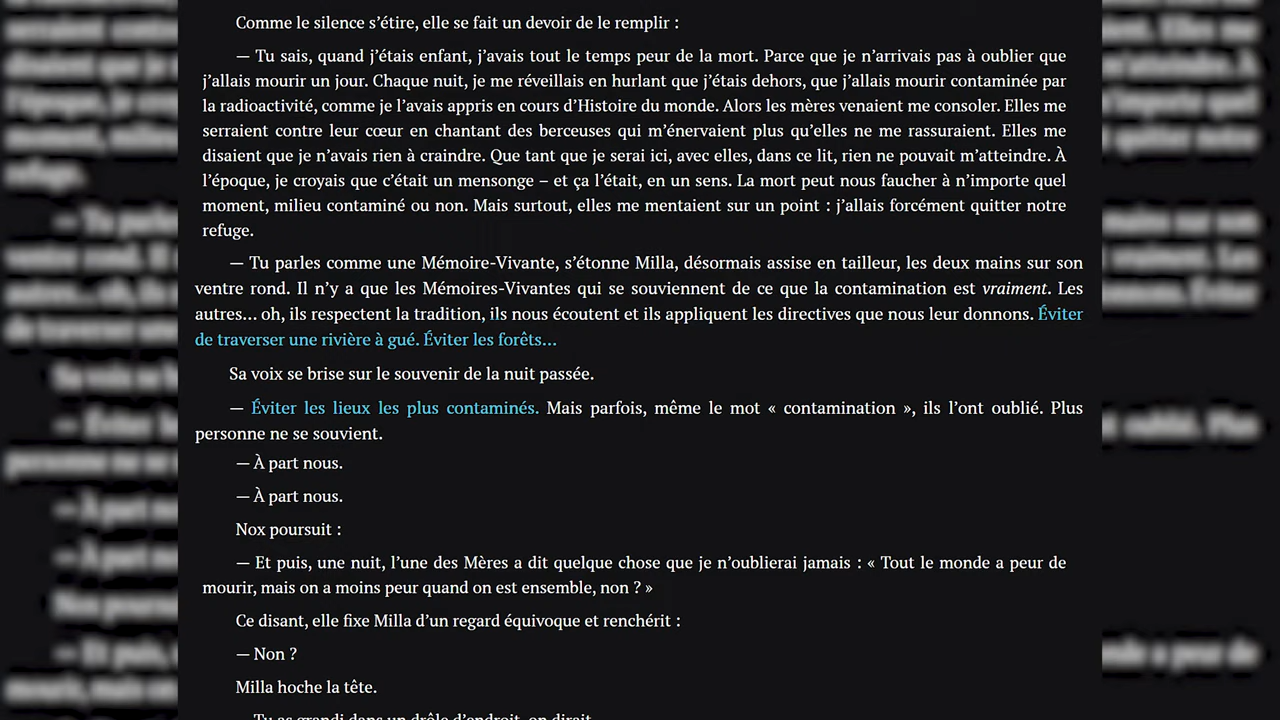 Comme le silence s’étire, elle se fait un devoir de le remplir :
— Tu sais, quand j’étais enfant, j’avais tout le temps peur de la mort. Parce que je n’arrivais pas à oublier que
j’allais mourir un jour. Chaque nuit, je me réveillais en hurlant que j’étais dehors, que j’allais mourir contaminée par
la radioactivité, comme je l’avais appris en cours d’Histoire du monde. Alors les mères venaient me consoler. Elles me
serraient contre leur cœur en chantant des berceuses qui m’énervaient plus qu’elles ne me rassuraient. Elles me
disaient que je n’avais rien à craindre. Que tant que je serai ici, avec elles, dans ce lit, rien ne pouvait m’atteindre. À
l’époque, je croyais que c’était un mensonge – et ça l’était, en un sens. La mort peut nous faucher à n’importe quel
moment, milieu contaminé ou non. Mais surtout, elles me mentaient sur un point : j’allais forcément quitter notre
refuge.
— Tu parles comme une Mémoire-Vivante, s’étonne Milla, désormais assise en tailleur, les deux mains sur son
ventre rond. Il n’y a que les Mémoires-Vivantes qui se souviennent de ce que la contamination est vraiment. Les
autres… oh, ils respectent la tradition, ils nous écoutent et ils appliquent les directives que nous leur donnons. Éviter
de traverser une rivière à gué. Éviter les forêts…
Sa voix se brise sur le souvenir de la nuit passée.
— Éviter les lieux les plus contaminés. Mais parfois, même le mot « contamination », ils l’ont oublié. Plus
personne ne se souvient.
— À part nous.
— À part nous.
Nox poursuit :
— Et puis, une nuit, l’une des Mères a dit quelque chose que je n’oublierai jamais : « Tout le monde a peur de
mourir, mais on a moins peur quand on est ensemble, non ? »
Ce disant, elle fixe Milla d’un regard équivoque et renchérit :
— Non ?
Milla hoche la tête.
— Tu as grandi dans un drôle d’endroit, on dirait.